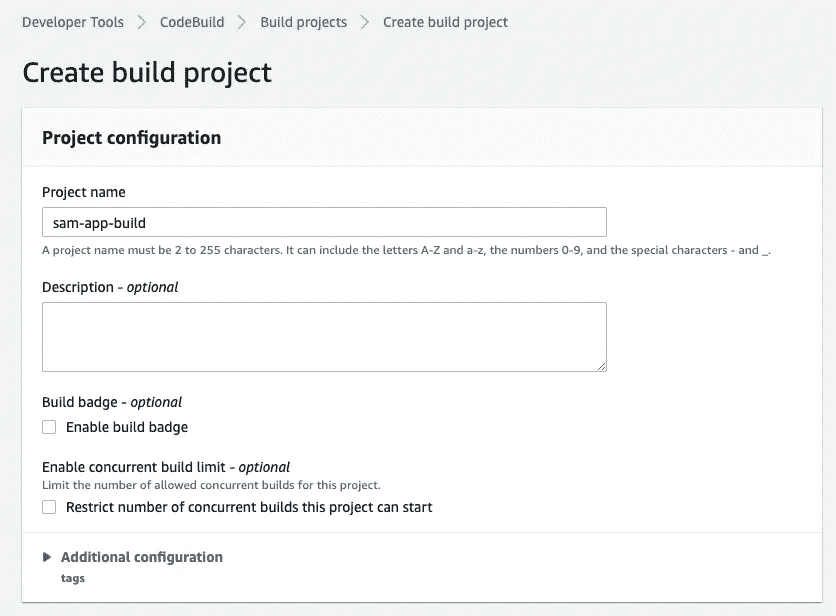 Developer Tools > CodeBuild > Build projects > Create build project
Create build project
Project configuration
Project name
sam-app-build
A project name must be 2 to 255 characters. It can include the letters A-Z and a-z, the numbers 0-9, and the special characters - and _.
Description - optional
Build badge - optional
Enable build badge
Enable concurrent build limit - optional
Limit the number of allowed concurrent builds for this project.
Restrict number of concurrent builds this project can start
Additional configuration
tags